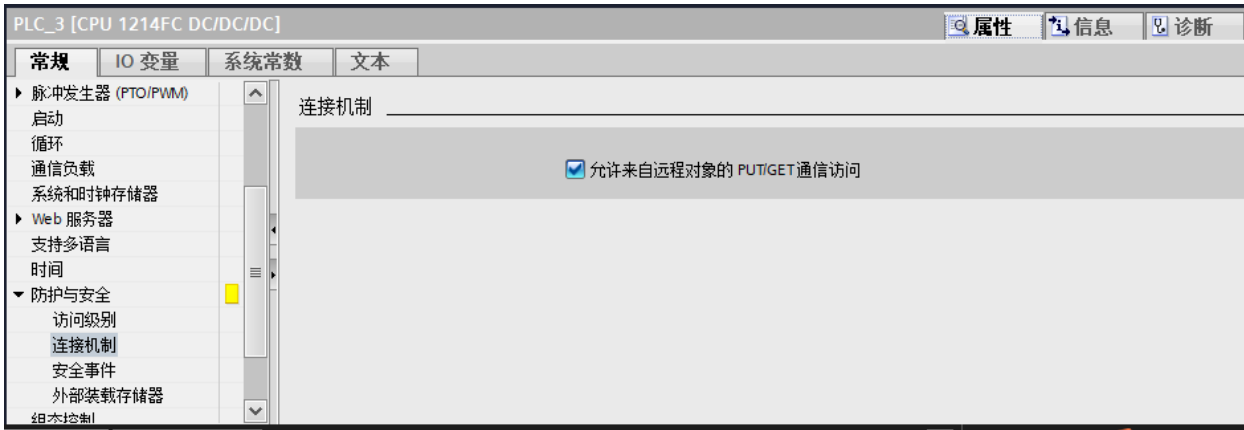 PLC_3 [CPU 1214FC DC/DC/DC]
属性 信息 诊断
常规 IO 变量 系统常数 文本
脉冲发生器 (PTO/PWM)
启动
循环
通信负载
系统和时钟存储器
Web 服务器
支持多语言
时间
防护与安全
访问级别
连接机制
安全事件
外部装载存储器
组态控制
连接机制
允许来自远程对象的 PUT/GET 通信访问